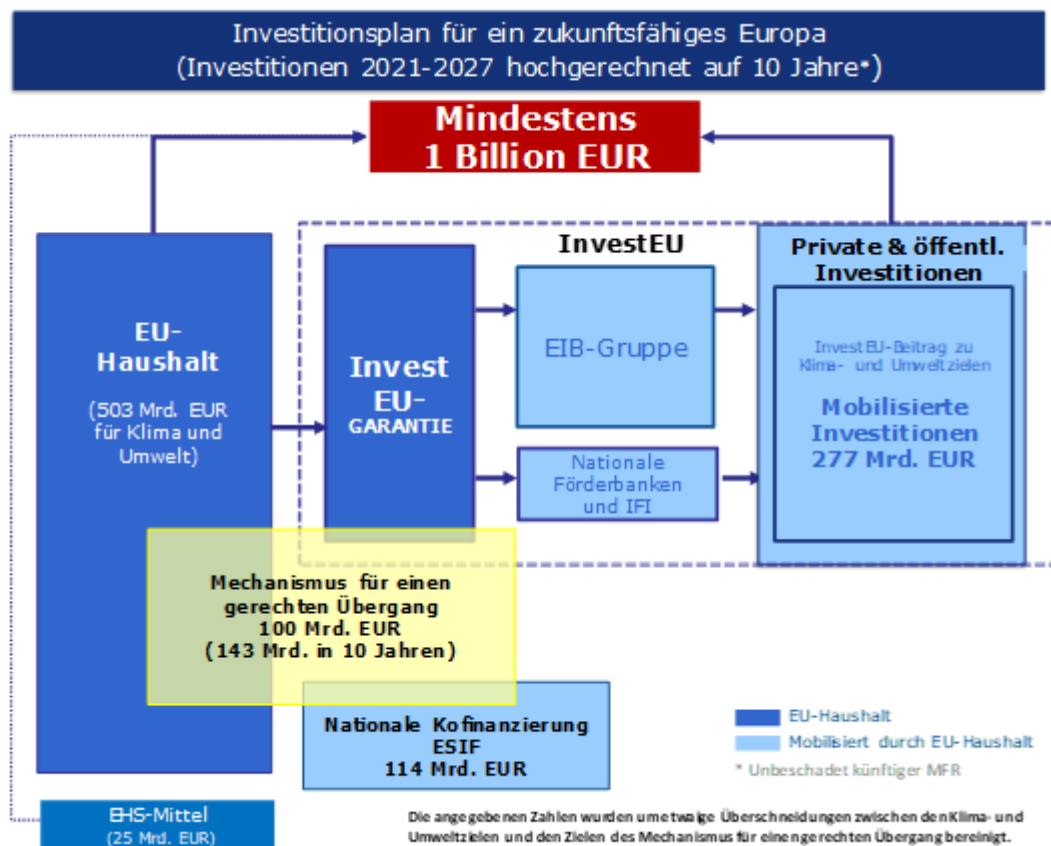 Investitionsplan für ein zukunftsfähiges Europa
(Investitionen 2021-2027 hochgerechnet auf 10 Jahre*)
Mindestens
1 Billion EUR
EU-
Haushalt
(503 Mrd. EUR
für Klima und
Umwelt)
Invest
EU-
GARANTIE
InvestEU
EIB-Gruppe
Nationale
Förderbanken
und IFI
Private & öffentl.
Investitionen
InvestEU-Beitrag zu
Klima- und Umweltzielen
Mobilisierte
Investitionen
277 Mrd. EUR
Mechanismus für einen
gerechten Übergang
100 Mrd. EUR
(143 Mrd. in 10 Jahren)
Nationale Kofinanzierung
ESIF
114 Mrd. EUR
EU-Haushalt
Mobilisiert durch EU-Haushalt
* Unbeschadet künftiger MFR
EHS-Mittel
(25 Mrd. EUR)
Die angegebenen Zahlen wurden um etwaige Überschneidungen zwischen den Klima- und
Umweltzielen und den Zielen des Mechanismus für einen gerechten Übergang bereinigt.